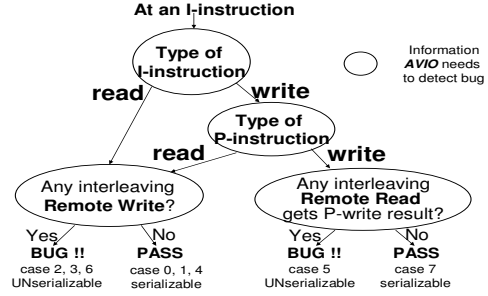 At an I-instruction
Type of
I-instruction
Information
AVIO needs
to detect bug
read
write
Type of
P-instruction
read
write
Any interleaving
Remote Write?
Any interleaving
Remote Read
gets P-write result?
Yes
No
Yes
No
BUG !!
PASS
BUG !!
PASS
case 2, 3, 6
case 0, 1, 4
case 5
case 7
UNserializable
serializable
UNserializable
serializable